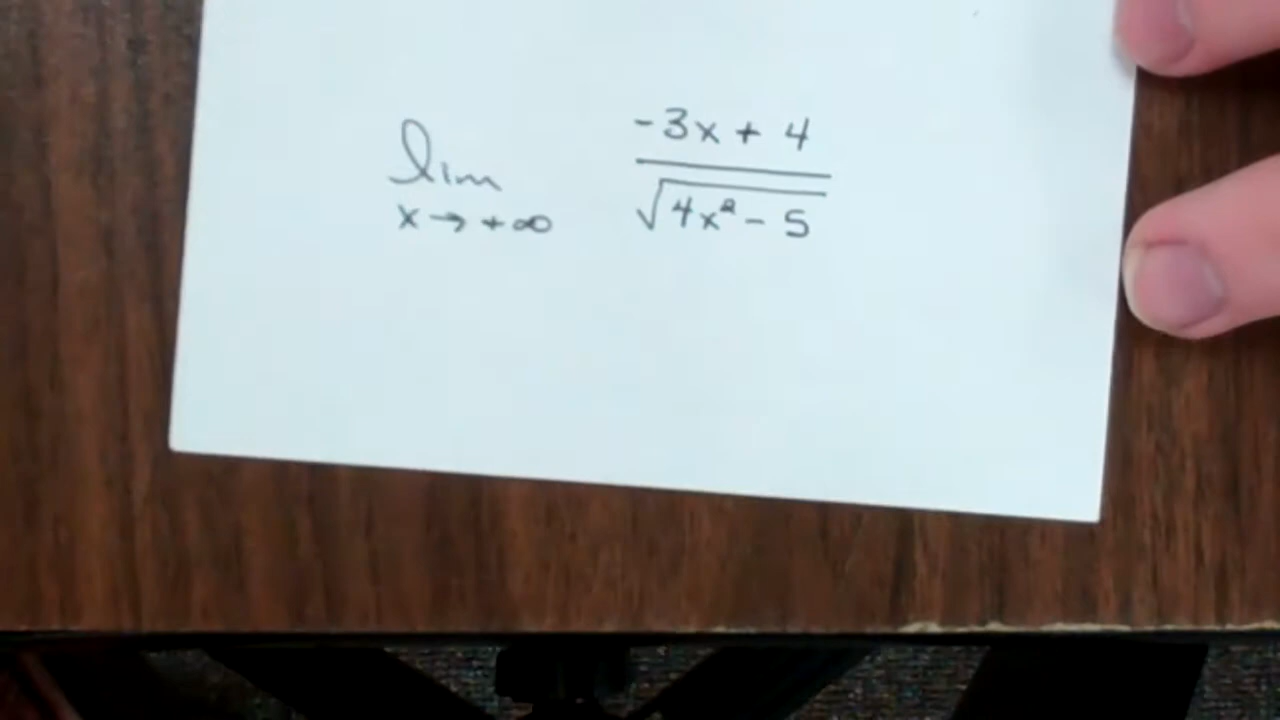 lim -3x + 4
x → +∞ √4x² - 5